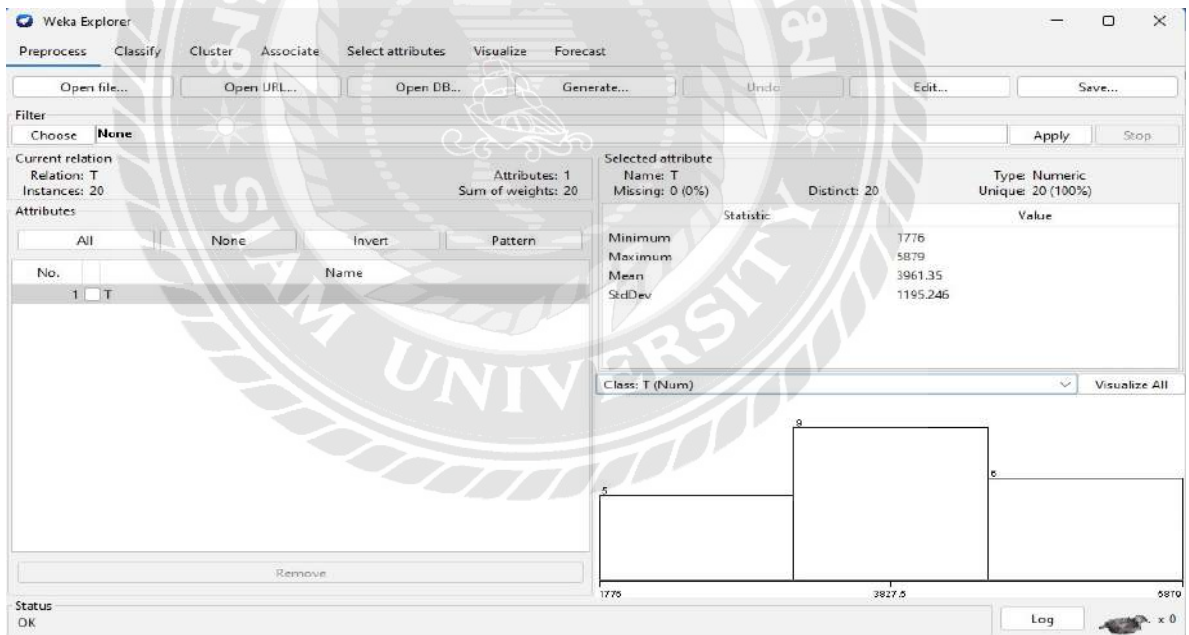 Weka Explorer
Preprocess Classify Cluster Associate Select attributes Visualize Forecast
Open file... Open URL... Open DB... Generate... Undo Edit... Save...
Filter
Choose None Apply Stop
Current relation
Relation: T Attributes: 1
Instances: 20 Sum of weights: 20
Attributes
All None Invert Pattern
No. Name
1 T
Remove
Selected attribute
Name: T Type: Numeric
Missing: 0 (0%) Distinct: 20 Unique: 20 (100%)
Statistic Value
Minimum 1776
Maximum 5879
Mean 3961.35
StdDev 1195.246
Class: T (Num) Visualize All
5 9 6
1776 3827.5 5879
Status
OK Log x 0
SIAM UNIVERSITY